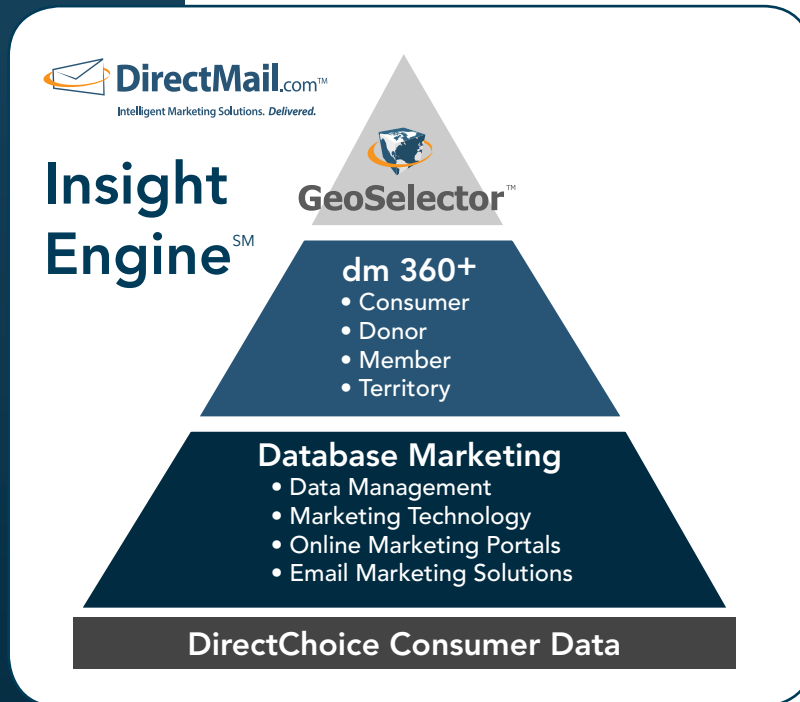 DirectMail.com™
Intelligent Marketing Solutions. Delivered.
Insight
Engine℠
GeoSelector™
dm 360+
• Consumer
• Donor
• Member
• Territory
Database Marketing
• Data Management
• Marketing Technology
• Online Marketing Portals
• Email Marketing Solutions
DirectChoice Consumer Data